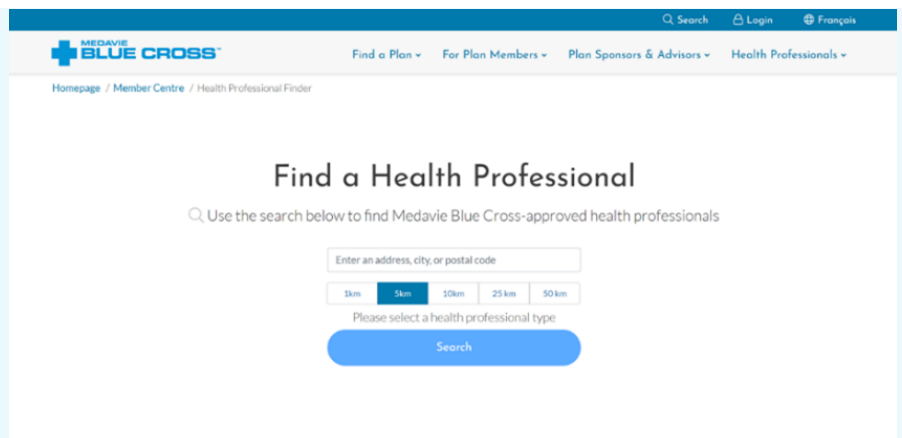 Search Login Français
MEDAVIE
BLUE CROSS™
Find a Plan For Plan Members Plan Sponsors & Advisors Health Professionals
Homepage / Member Centre / Health Professional Finder
Find a Health Professional
Use the search below to find Medavie Blue Cross-approved health professionals
Enter an address, city, or postal code
1km 5km 10km 25 km 50 km
Please select a health professional type
Search